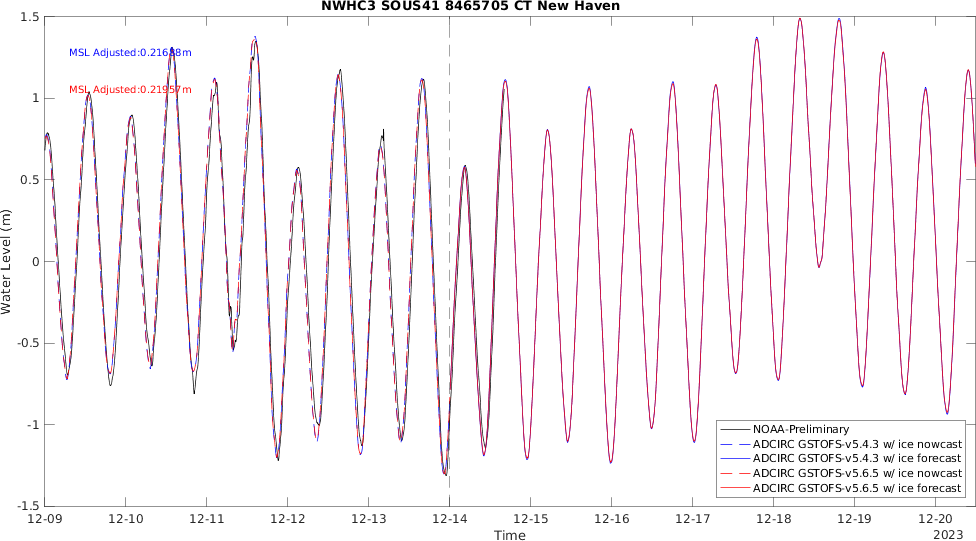 NWHC3 SOUS41 8465705 CT New Haven
1.5
MSL Adjusted:0.21688m
MSL Adjusted:0.21957m
1
0.5
0
-0.5
-1
-1.5
Water Level (m)
NOAA-Preliminary
ADCIRC GSTOFS-v5.4.3 w/ ice nowcast
ADCIRC GSTOFS-v5.4.3 w/ ice forecast
ADCIRC GSTOFS-v5.6.5 w/ ice nowcast
ADCIRC GSTOFS-v5.6.5 w/ ice forecast
12-09 12-10 12-11 12-12 12-13 12-14 12-15 12-16 12-17 12-18 12-19 12-20
Time
2023